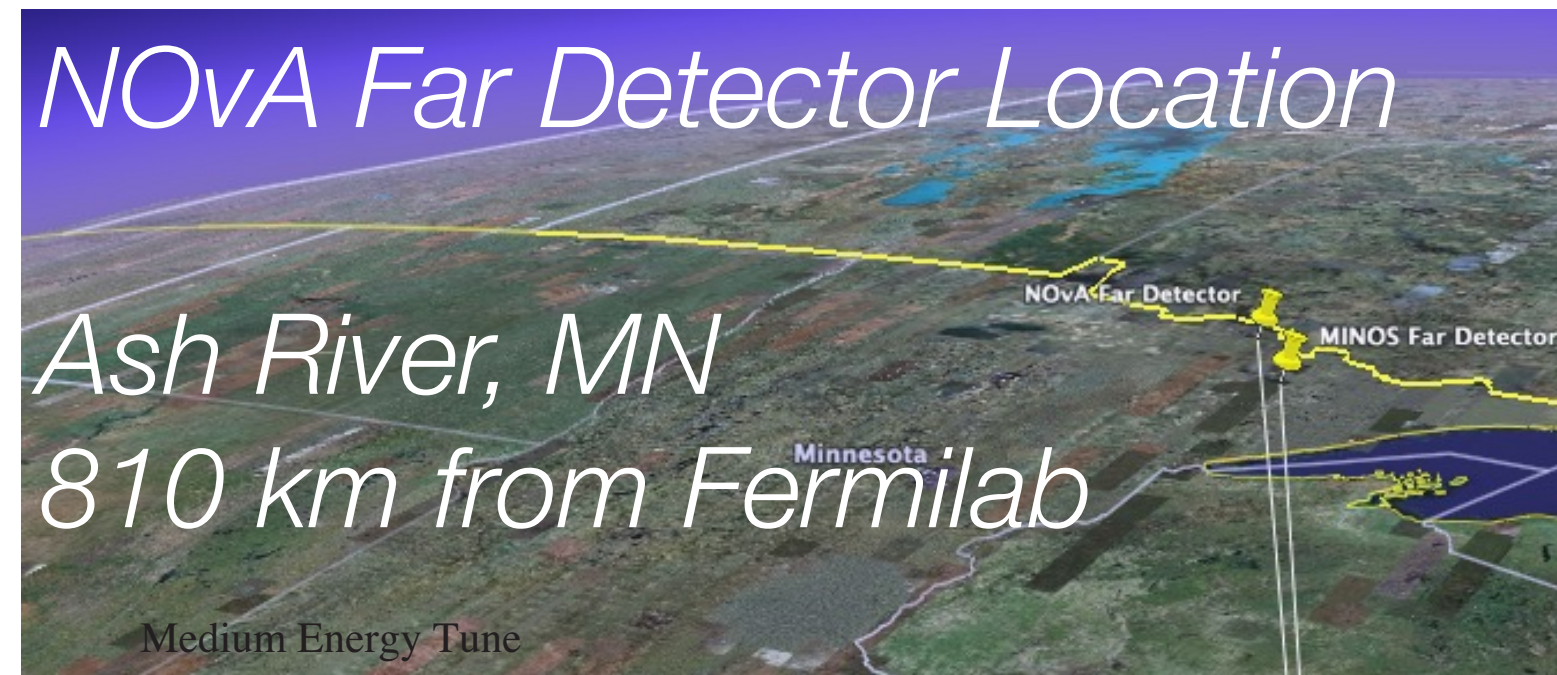 NOvA Far Detector Location
NOvA Far Detector
MINOS Far Detector
Ash River, MN
Minnesota
810 km from Fermilab
Medium Energy Tune